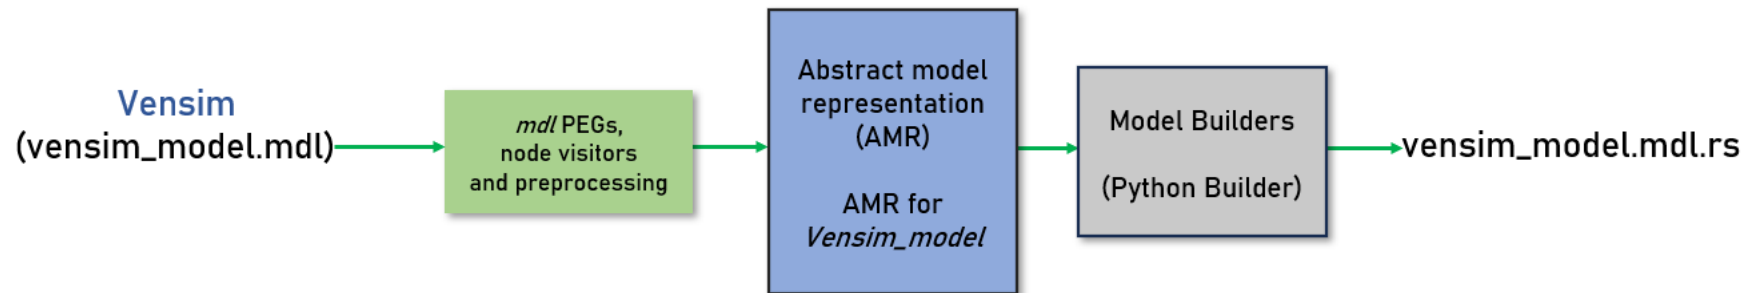 Vensim
(vensim_model.mdl)
mdl PEGs,
node visitors
and preprocessing
Abstract model
representation
(AMR)
AMR for
Vensim_model
Model Builders
(Python Builder)
vensim_model.mdl.rs